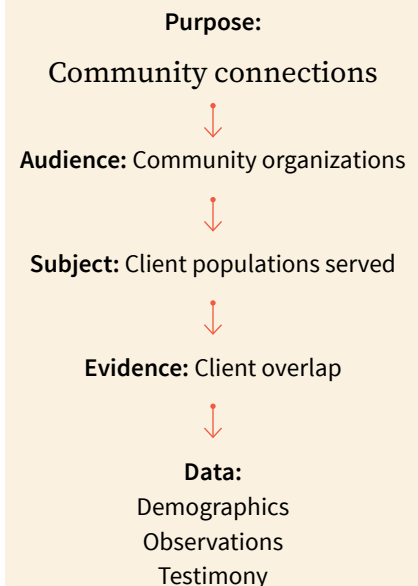 Purpose:
Community connections
Audience: Community organizations
Subject: Client populations served
Evidence: Client overlap
Data:
Demographics
Observations
Testimony